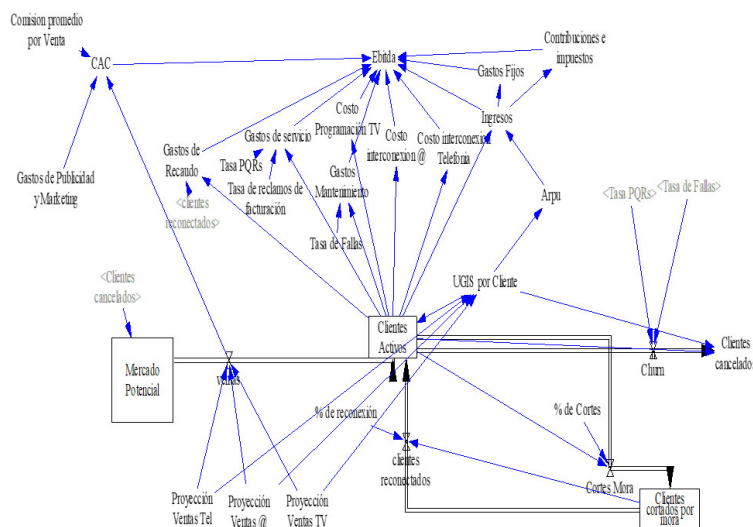 Comision promedio
por Venta
CAC
Ebitda
Contribuciones e
impuestos
Gastos Fijos
Costo
Programación TV
Ingresos
Gastos de servicio
Costo
interconexion @
Costo interconexion
Telefónia
Gastos de
Recaudo
Tasa PQRs
Gastos
Mantenimiento
Tasa de reclamos de
facturación
Gastos de Publicidad
y Marketing
<clientes
reconectados>
Arpu
<Tasa PQRs>
<Tasa de Fallas>
Tasa de Fallas
UGIS por Cliente
<Clientes
cancelados>
Clientes
Activos
Clientes
cancelados
Mercado
Potencial
ventas
Churn
% de reconexión
% de Cortes
clientes
reconectados
Cortes Mora
Proyección
Ventas Tel
Proyección
Ventas @
Proyección
Ventas TV
Clientes
cortados por
mora